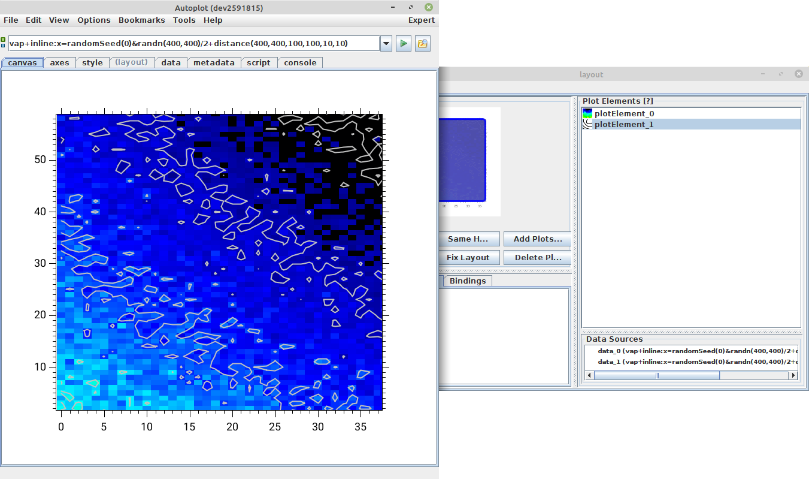 Autoplot (dev2591815)
File Edit View Options Bookmarks Tools Help Expert
vap+inline:x=randomSeed(0)&randn(400,400)/2+distance(400,400,100,100,10,10)
canvas axes style (layout) data metadata script console
50
40
30
20
10
0 5 10 15 20 25 30 35
layout
Plot Elements [?]
plotElement_0
plotElement_1
Same H... Add Plots...
Fix Layout Delete Pl...
Bindings
Data Sources
data_0 (vap+inline:x=randomSeed(0)&randn(400,400)/2+
data_1 (vap+inline:x=randomSeed(0)&randn(400,400)/2+